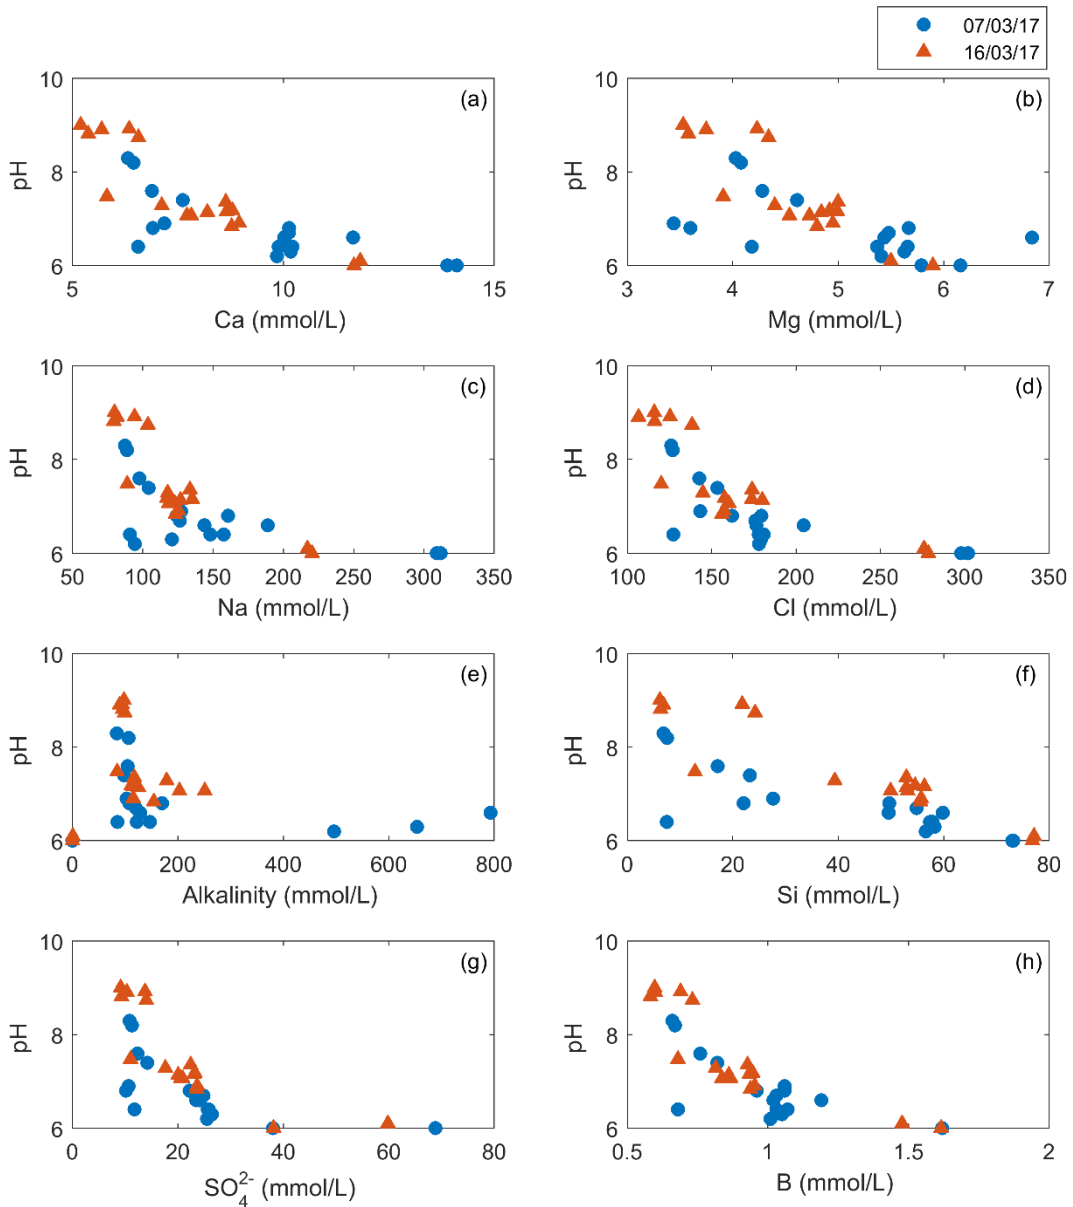 07/03/17
16/03/17
10
(a)
8
pH
6
5
10
15
Ca (mmol/L)
10
(b)
8
pH
6
3
4
5
6
7
Mg (mmol/L)
10
(c)
8
pH
6
50
100
150
200
250
300
350
Na (mmol/L)
10
(d)
8
pH
6
100
150
200
250
300
350
Cl (mmol/L)
10
(e)
8
pH
6
0
200
400
600
800
Alkalinity (mmol/L)
10
(f)
8
pH
6
0
20
40
60
80
Si (mmol/L)
10
(g)
8
pH
6
0
20
40
60
80
SO₄²⁻ (mmol/L)
10
(h)
8
pH
6
0.5
1
1.5
2
B (mmol/L)